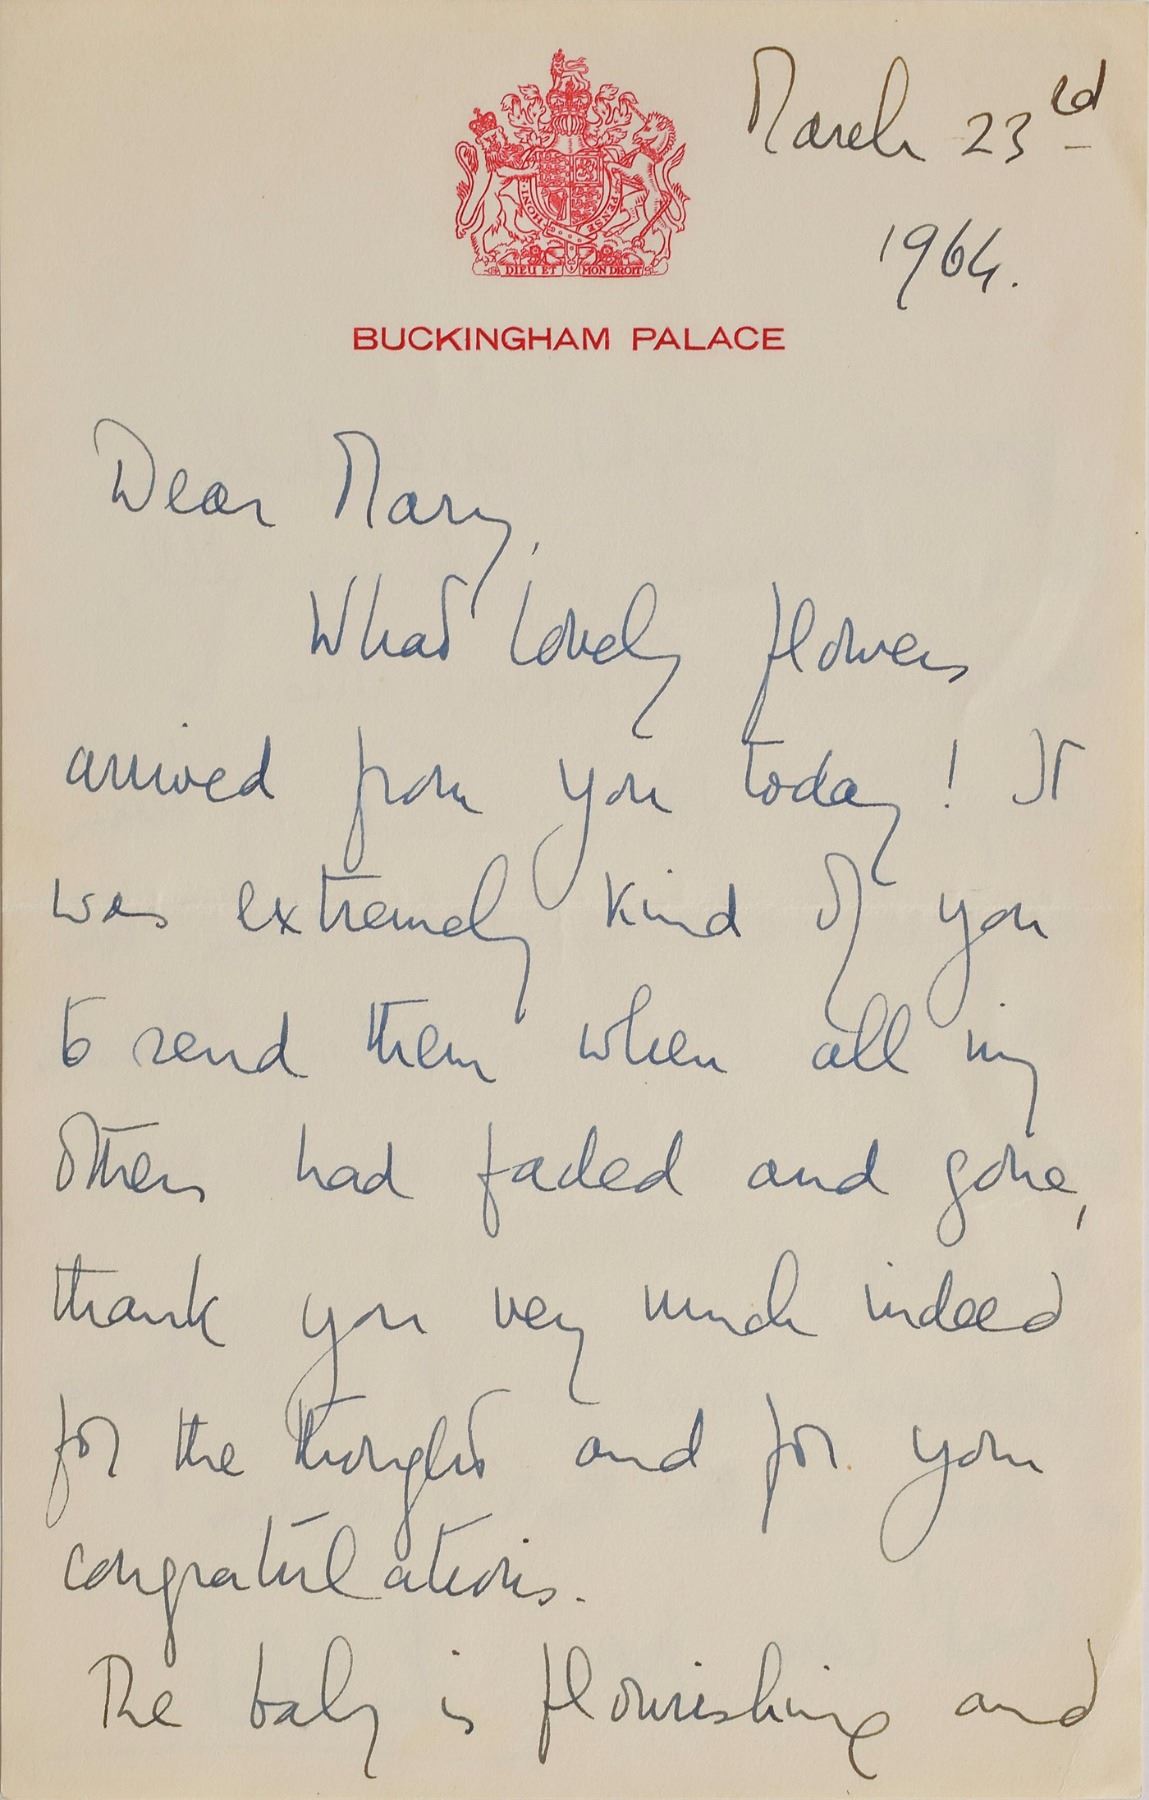 March 23rd
1964.
HONI PENSE
DIEU ET MON DROIT
BUCKINGHAM PALACE
Dear Mary,
What lovely flowers
arrived from you today! It
was extremely kind of you
to send them when all my
others had faded and gone,
thank you very much indeed
for the thought and for your
congratulations.
The baby is flourishing and